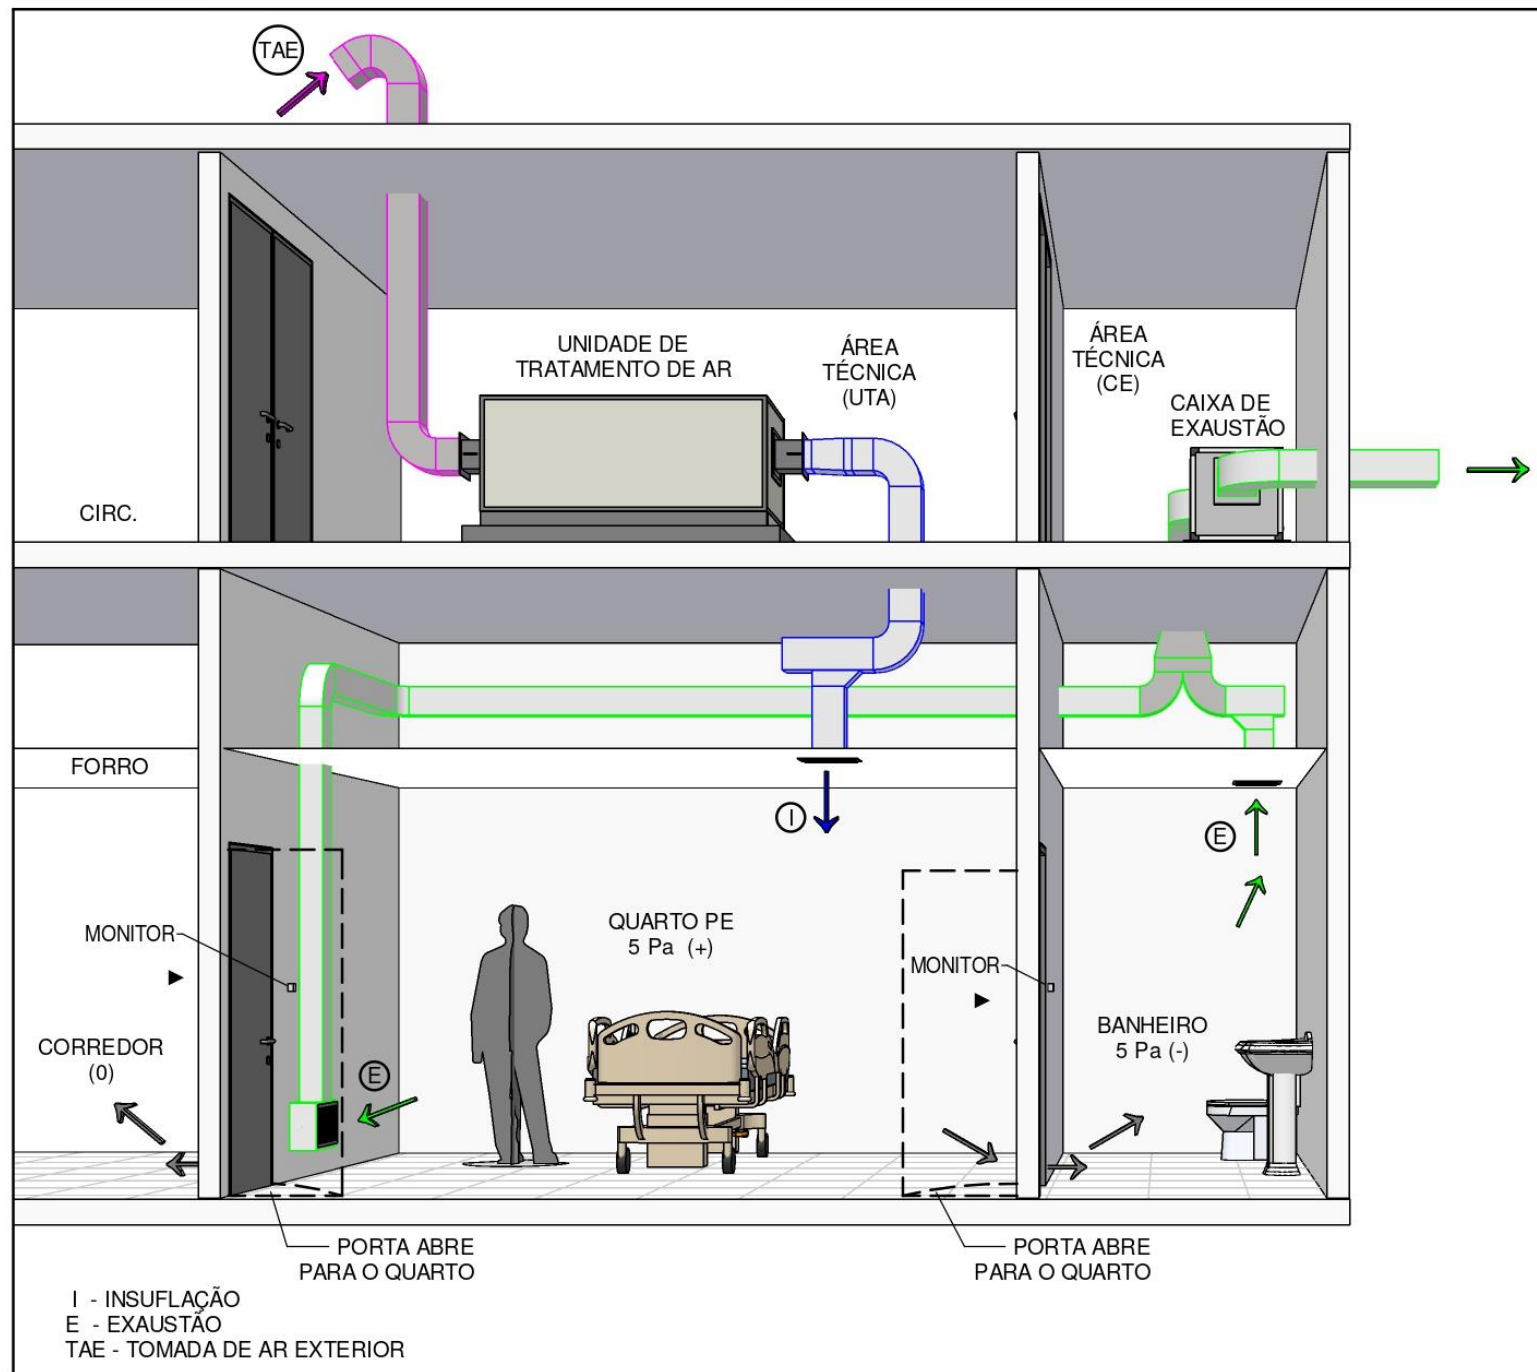 TAE
UNIDADE DE
TRATAMENTO DE AR
ÁREA
TÉCNICA
(UTA)
ÁREA
TÉCNICA
(CE)
CAIXA DE
EXAUSTÃO
CIRC.
FORRO
I
E
MONITOR
QUARTO PE
5 Pa (+)
MONITOR
CORREDOR
(0)
BANHEIRO
5 Pa (-)
E
PORTA ABRE
PARA O QUARTO
PORTA ABRE
PARA O QUARTO
I - INSUFLAÇÃO
E - EXAUSTÃO
TAE - TOMADA DE AR EXTERIOR